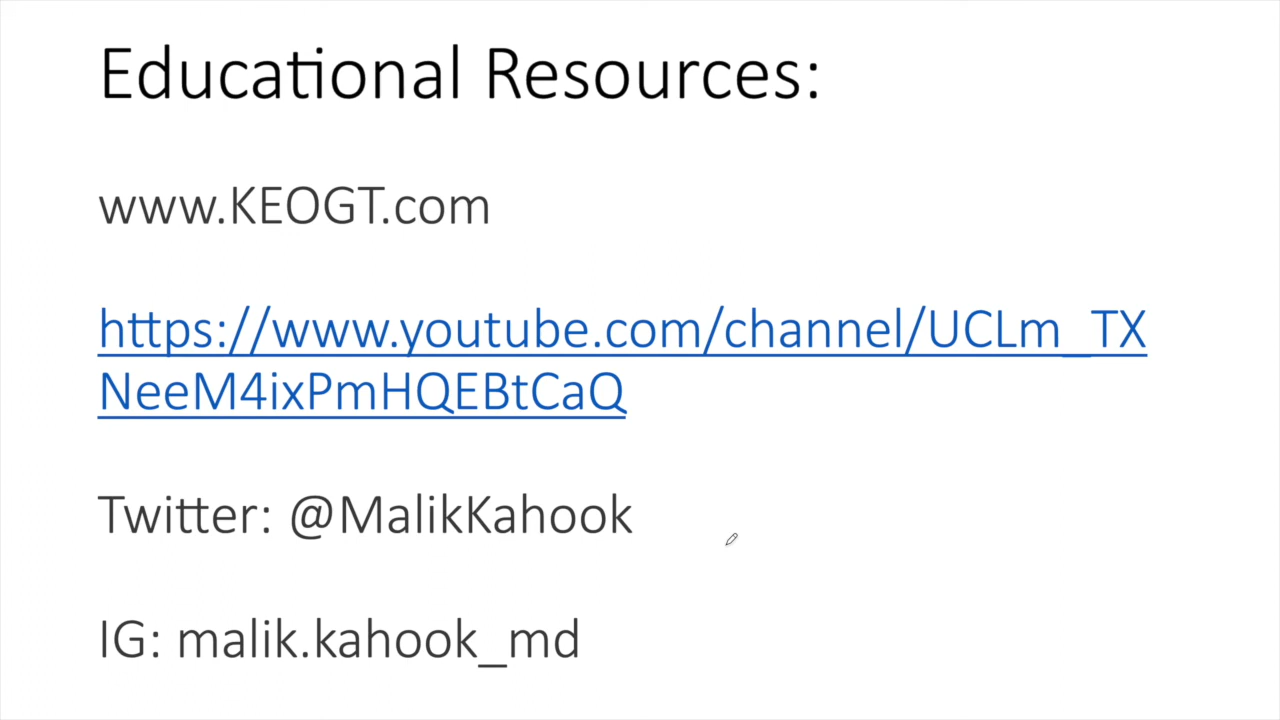 Educational Resources:
www.KEOGT.com
https://www.youtube.com/channel/UCLm_TX
NeeM4ixPmHQEBtCaQ
Twitter: @MalikKahook
IG: malik.kahook_md